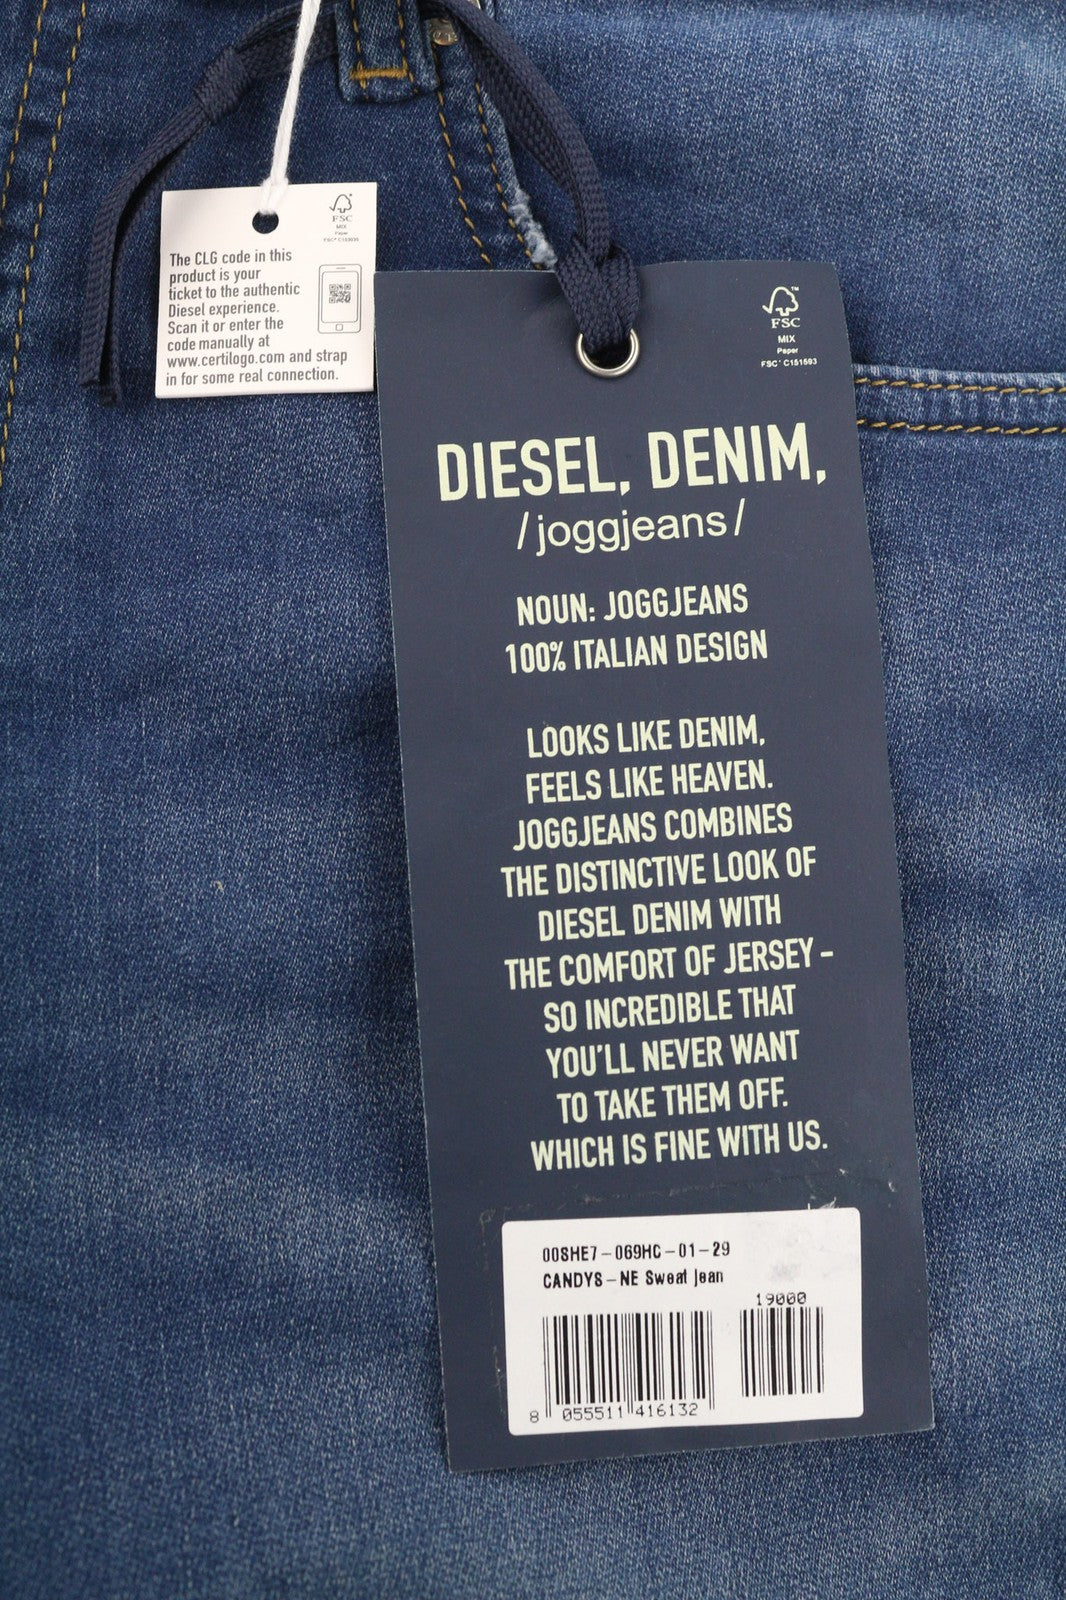 The CLG code in this
product is your
ticket to the authentic
Diesel experience.
Scan it or enter the
code manually at
www.certilogo.com and strap
in for some real connection.
FSC
MIX
Paper
FSC
MIX
Paper
FSC® C151593
DIESEL, DENIM,
/joggjeans/
NOUN: JOGGJEANS
100% ITALIAN DESIGN
LOOKS LIKE DENIM,
FEELS LIKE HEAVEN.
JOGGJEANS COMBINES
THE DISTINCTIVE LOOK OF
DIESEL DENIM WITH
THE COMFORT OF JERSEY –
SO INCREDIBLE THAT
YOU'LL NEVER WANT
TO TAKE THEM OFF.
WHICH IS FINE WITH US.
00SHE7-069HC-01-29
CANDYS-NE Sweat jean
19000
8 055511 416132